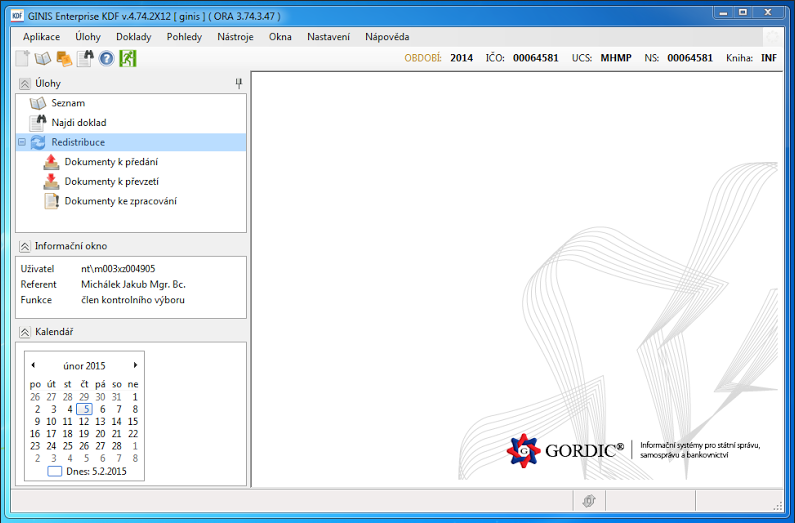 KDF GINIS Enterprise KDF v.4.74.2X12 [ ginis ] ( ORA 3.74.3.47 )
Aplikace Úlohy Doklady Pohledy Nástroje Okna Nastavení Nápověda
OBDOBÍ: 2014 IČO: 00064581 UCS: MHMP NS: 00064581 Kniha: INF
Úlohy
Seznam
Najdi doklad
Redistribuce
Dokumenty k předání
Dokumenty k převzetí
Dokumenty ke zpracování
Informační okno
Uživatel nt\m003xz004905
Referent Michálek Jakub Mgr. Bc.
Funkce člen kontrolního výboru
Kalendář
únor 2015
po út st čt pá so ne
26 27 28 29 30 31 1
2 3 4 5 6 7 8
9 10 11 12 13 14 15
16 17 18 19 20 21 22
23 24 25 26 27 28 1
2 3 4 5 6 7 8
Dnes: 5.2.2015
G GORDIC® Informační systémy pro státní správu,
samosprávu a bankovnictví